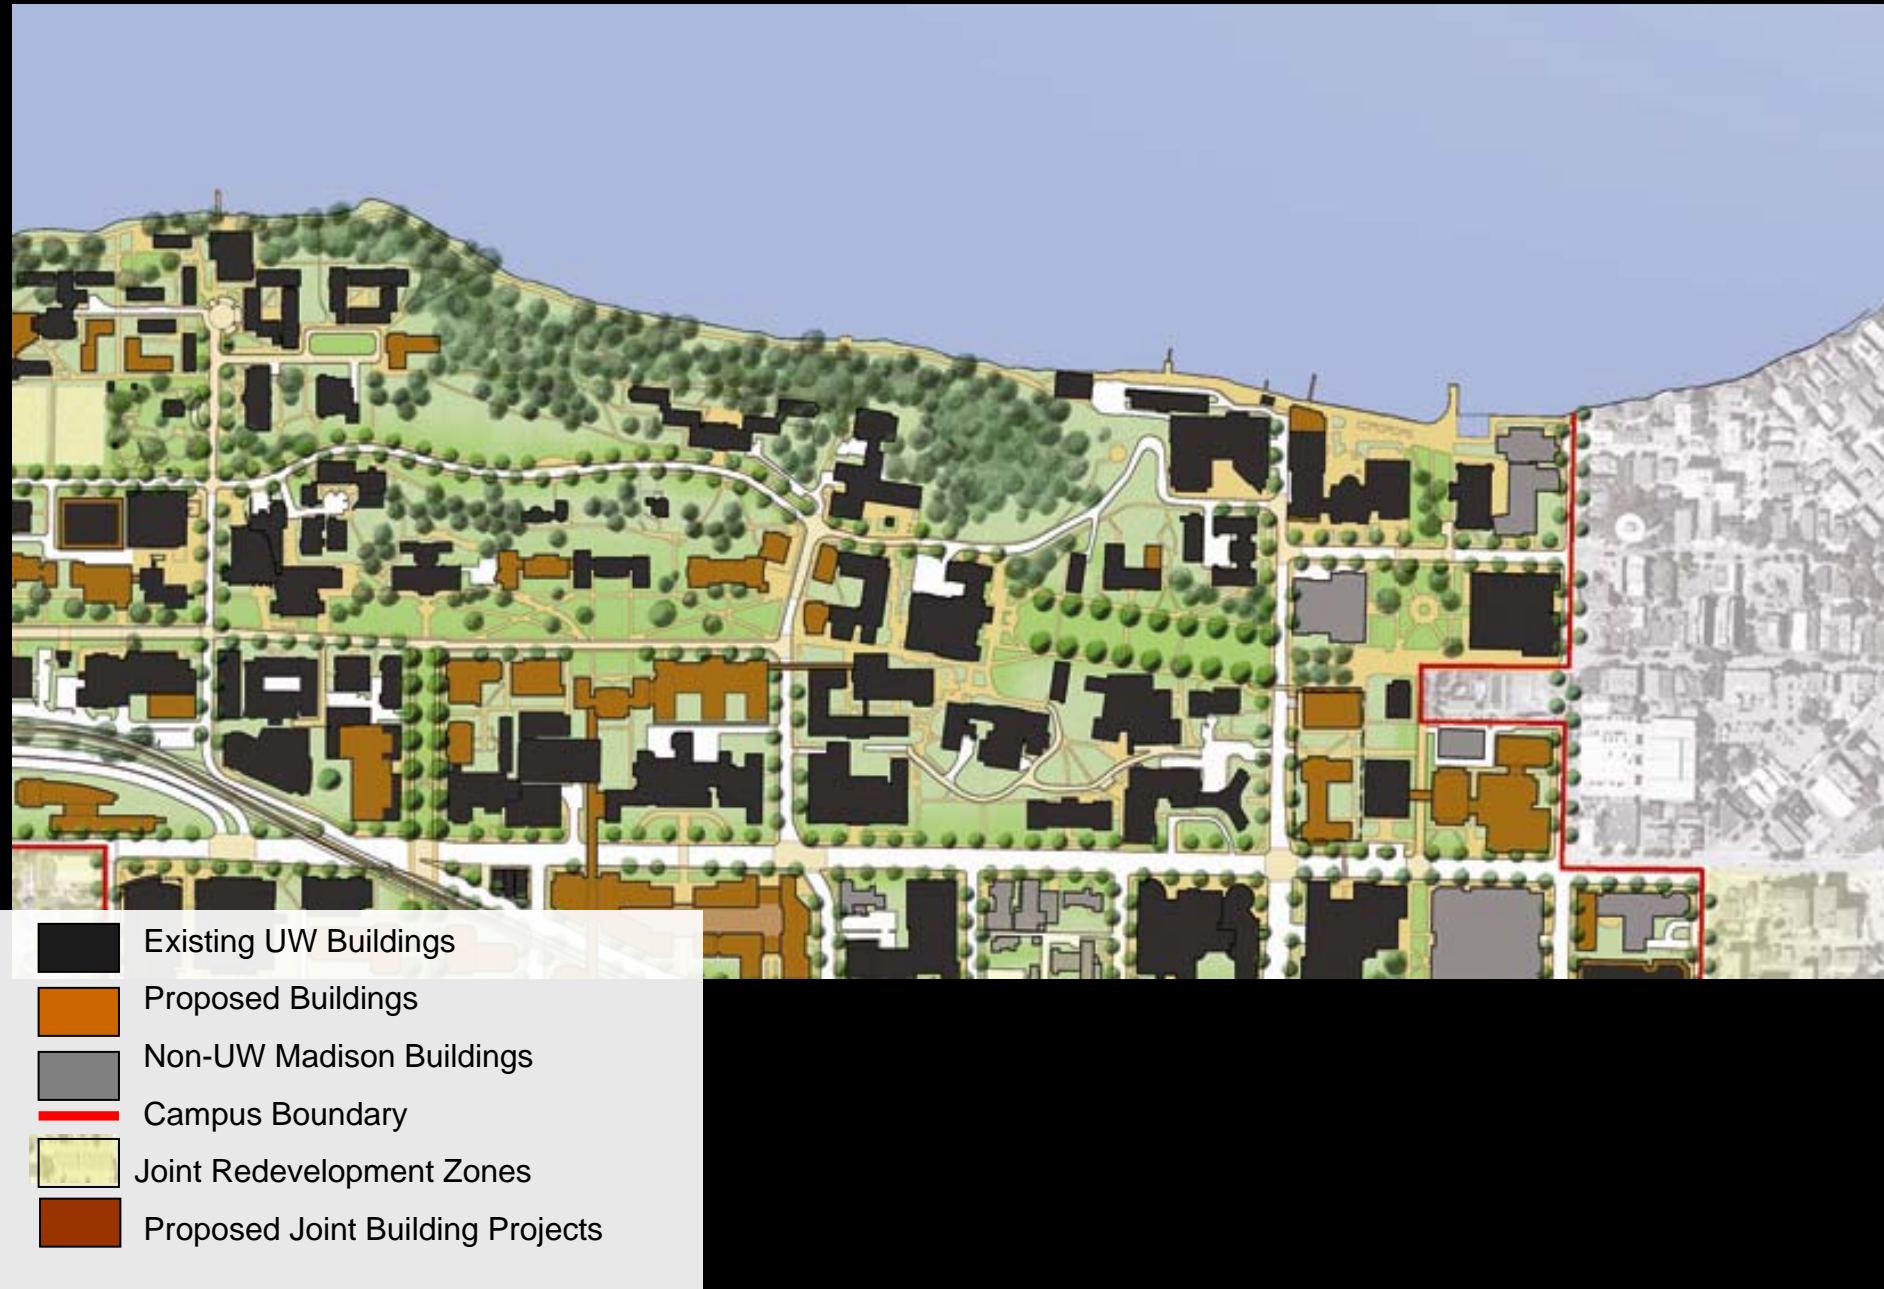 Existing UW Buildings
Proposed Buildings
Non-UW Madison Buildings
Campus Boundary
Joint Redevelopment Zones
Proposed Joint Building Projects